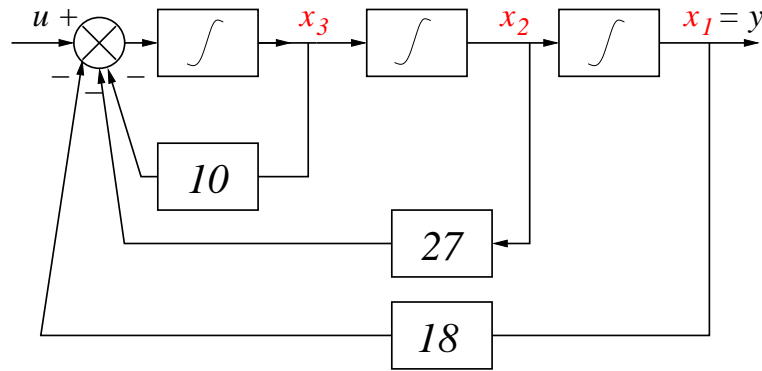 u + x3 x2 x1 = y
− − −
10
27
18